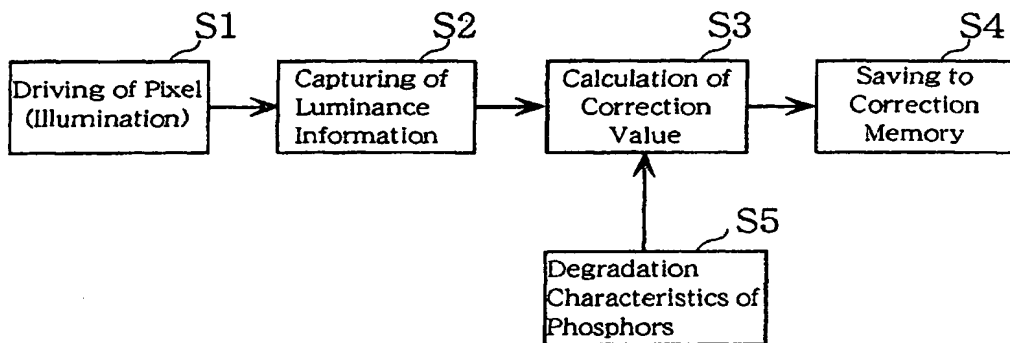 S1
Driving of Pixel
(Illumination)
S2
Capturing of
Luminance
Information
S3
Calculation of
Correction
Value
S4
Saving to
Correction
Memory
S5
Degradation
Characteristics of
Phosphors